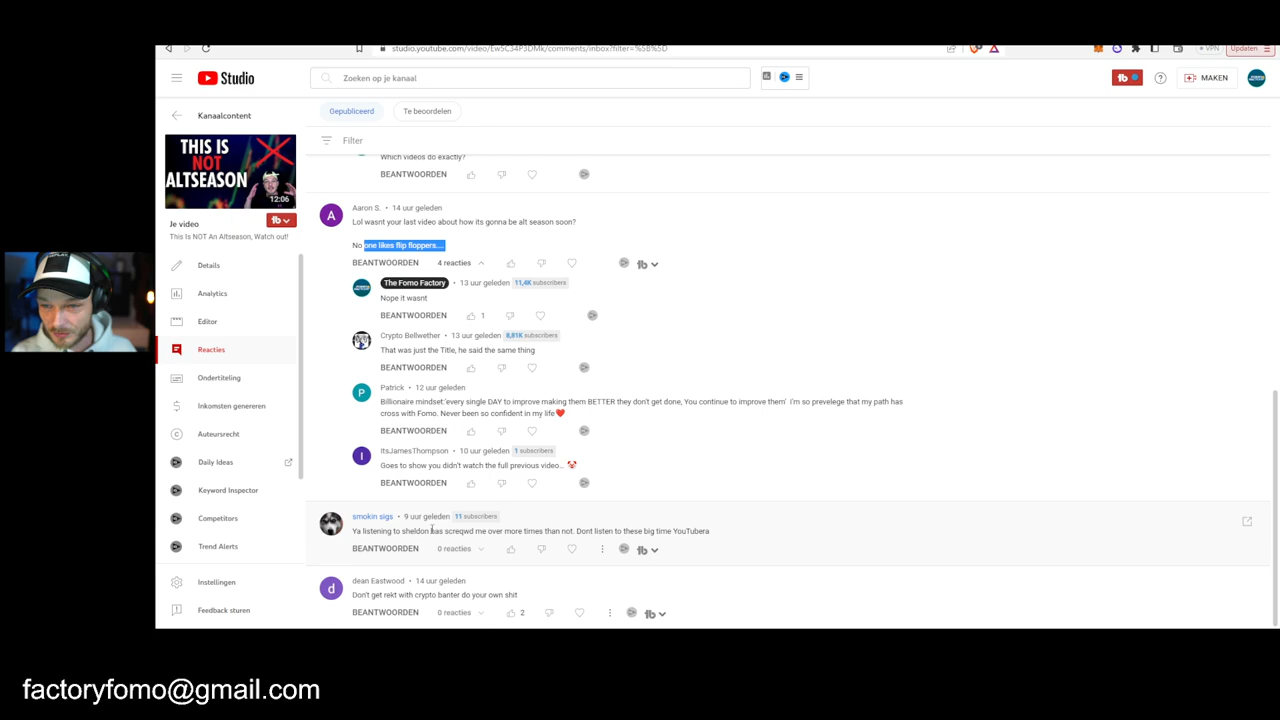 studio.youtube.com/video/Ew5C34P3DMk/comments/inbox?filter=%5B%5D
VPN
Updaten
Studio
Zoeken op je kanaal
MAKEN
Kanaalcontent
Gepubliceerd
Te beoordelen
Filter
THIS IS
NOT
ALTSEASON
12:06
Je video
This Is NOT An Altseason, Watch out!
Details
Analytics
Editor
Reacties
Ondertiteling
Inkomsten genereren
Auteursrecht
Daily Ideas
Keyword Inspector
Competitors
Trend Alerts
Instellingen
Feedback sturen
Which videos do exactly?
BEANTWOORDEN
A
Aaron S. • 14 uur geleden
Lol wasnt your last video about how its gonna be alt season soon?
No one likes flip floppers....
BEANTWOORDEN 4 reacties
The Fomo Factory • 13 uur geleden 11,4K subscribers
Nope it wasnt
BEANTWOORDEN 1
Crypto Bellwether • 13 uur geleden 8,81K subscribers
That was just the Title, he said the same thing
BEANTWOORDEN
P
Patrick • 12 uur geleden
Billionaire mindset:'every single DAY to improve making them BETTER they don't get done, You continue to improve them' I'm so prevelege that my path has
cross with Fomo. Never been so confident in my life❤️
BEANTWOORDEN
I
ItsJamesThompson • 10 uur geleden 1 subscribers
Goes to show you didn't watch the full previous video... 🤡
BEANTWOORDEN
smokin sigs • 9 uur geleden 11 subscribers
Ya listening to sheldon has screqwd me over more times than not. Dont listen to these big time YouTubera
BEANTWOORDEN 0 reacties
d
dean Eastwood • 14 uur geleden
Don't get rekt with crypto banter do your own shit
BEANTWOORDEN 0 reacties 2
factoryfomo@gmail.com